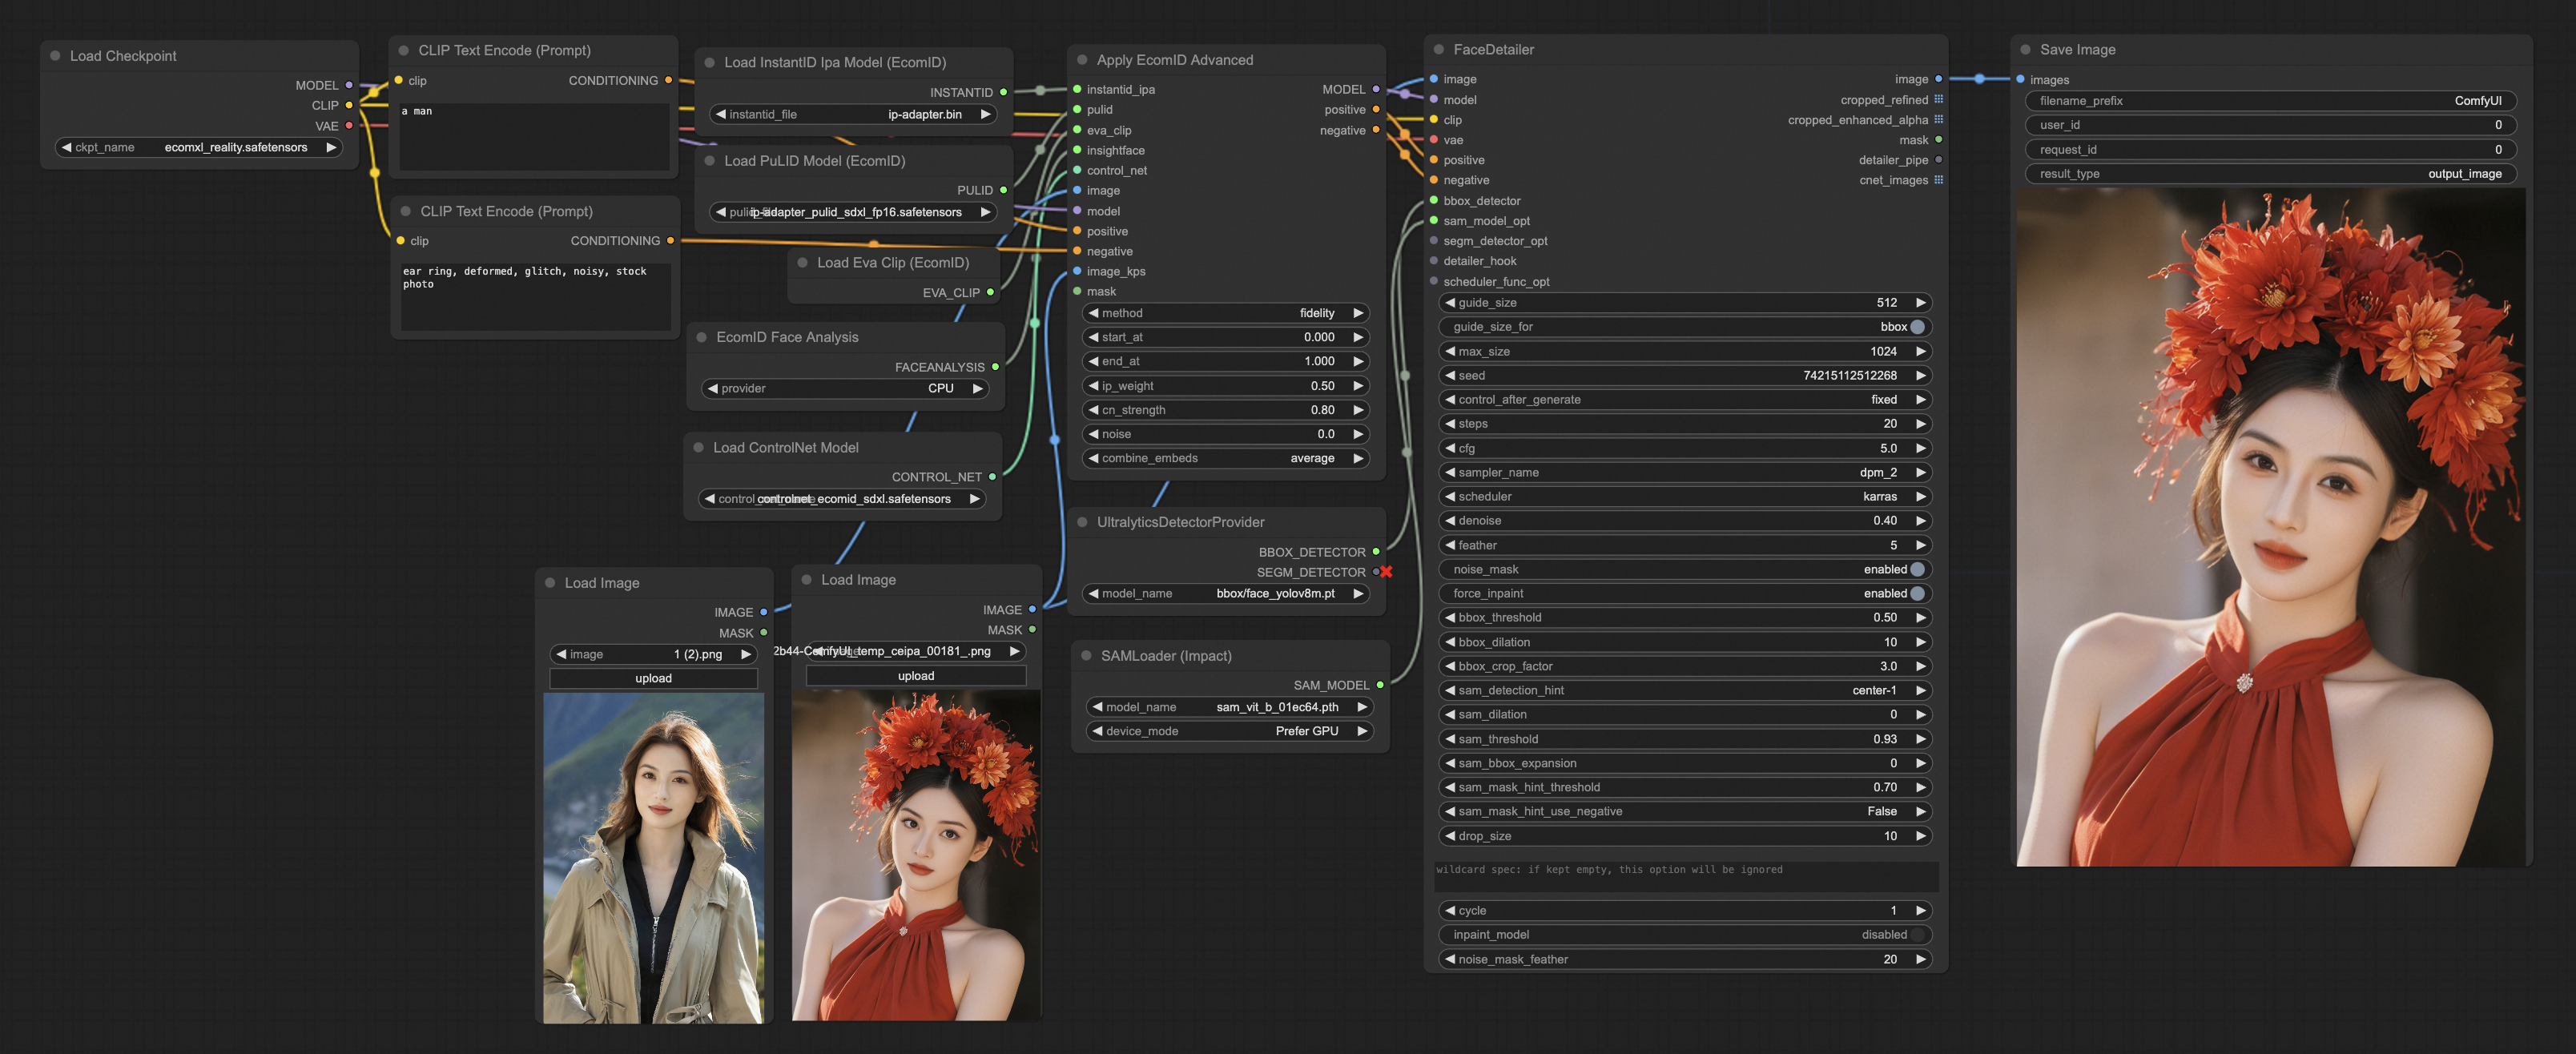 Load Checkpoint
MODEL
CLIP
VAE
ckpt_name ecomxl_reality.safetensors
CLIP Text Encode (Prompt)
clip CONDITIONING
a man
CLIP Text Encode (Prompt)
clip CONDITIONING
ear ring, deformed, glitch, noisy, stock
photo
Load InstantID Ipa Model (EcomID)
INSTANTID
instantid_file ip-adapter.bin
Load PuLID Model (EcomID)
PULID
ip-adapter_pulid_sdxl_fp16.safetensors
Load Eva Clip (EcomID)
EVA_CLIP
EcomID Face Analysis
FACEANALYSIS
provider CPU
Load ControlNet Model
CONTROL_NET
controlnet_ecomid_sdxl.safetensors
Load Image
IMAGE
MASK
image 1 (2).png
upload
Load Image
IMAGE
MASK
2b44-ComfyUI_temp_ceipa_00181_.png
upload
Apply EcomID Advanced
instantid_ipa MODEL
pulid positive
eva_clip negative
insightface
control_net
image
model
positive
negative
image_kps
mask
method fidelity
start_at 0.000
end_at 1.000
ip_weight 0.50
cn_strength 0.80
noise 0.0
combine_embeds average
UltralyticsDetectorProvider
BBOX_DETECTOR
SEGM_DETECTOR
model_name bbox/face_yolov8m.pt
SAMLoader (Impact)
SAM_MODEL
model_name sam_vit_b_01ec64.pth
device_mode Prefer GPU
FaceDetailer
image image
model cropped_refined
clip cropped_enhanced_alpha
vae mask
positive detailer_pipe
negative cnet_images
bbox_detector
sam_model_opt
segm_detector_opt
detailer_hook
scheduler_func_opt
guide_size 512
guide_size_for bbox
max_size 1024
seed 74215112512268
control_after_generate fixed
steps 20
cfg 5.0
sampler_name dpm_2
scheduler karras
denoise 0.40
feather 5
noise_mask enabled
force_inpaint enabled
bbox_threshold 0.50
bbox_dilation 10
bbox_crop_factor 3.0
sam_detection_hint center-1
sam_dilation 0
sam_threshold 0.93
sam_bbox_expansion 0
sam_mask_hint_threshold 0.70
sam_mask_hint_use_negative False
drop_size 10
wildcard spec: if kept empty, this option will be ignored
cycle 1
inpaint_model disabled
noise_mask_feather 20
Save Image
images
filename_prefix ComfyUI
user_id 0
request_id 0
result_type output_image